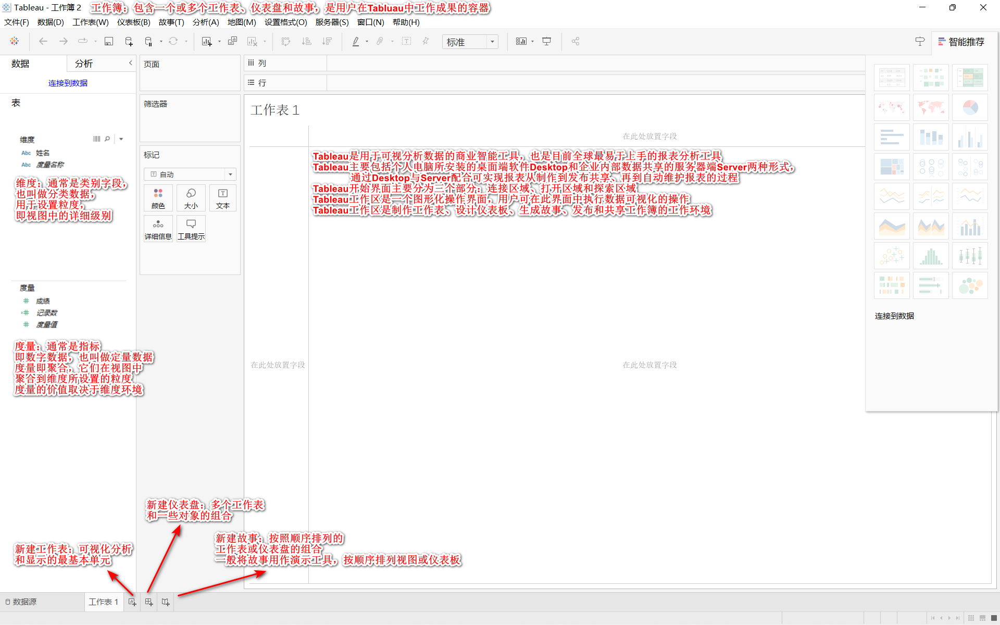 Tableau - 工作簿 2
工作簿：包含一个或多个工作表、仪表盘和故事，是用户在Tabluau中工作成果的容器
文件(F) 数据(D) 工作表(W) 仪表板(B) 故事(T) 分析(A) 地图(M) 设置格式(O) 服务器(S) 窗口(N) 帮助(H)
标准
智能推荐
数据 分析
连接到数据
表
页面
iii 列
行
筛选器
工作表 1
在此处放置字段
维度
Abc 姓名
Abc 度量名称
维度：通常是类别字段，
也叫做分类数据，
用于设置粒度，
即视图中的详细级别
标记
自动
颜色 大小 文本
详细信息 工具提示
Tableau是用于可视分析数据的商业智能工具，也是目前全球最易于上手的报表分析工具
Tableau主要包括个人电脑所安装的桌面端软件Desktop和企业内部数据共享的服务器端Server两种形式，
通过Desktop与Server配合可实现报表从制作到发布共享、再到自动维护报表的过程
Tableau开始界面主要分为三个部分：连接区域、打开区域和探索区域
Tableau工作区是一个图形化操作界面，用户可在此界面中执行数据可视化的操作
Tableau工作区是制作工作表、设计仪表板、生成故事、发布和共享工作簿的工作环境
度量
# 成绩
=# 记录数
# 度量值
度量：通常是指标
即数字数据，也叫做定量数据
度量即聚合，它们在视图中
聚合到维度所设置的粒度
度量的价值取决于维度环境
连接到数据
在此处放置字段
在此处放置字段
新建仪表盘：多个工作表
和一些对象的组合
新建故事：按照顺序排列的
工作表或仪表盘的组合
一般将故事用作演示工具，按顺序排列视图或仪表板
新建工作表：可视化分析
和显示的最基本单元
数据源 工作表 1